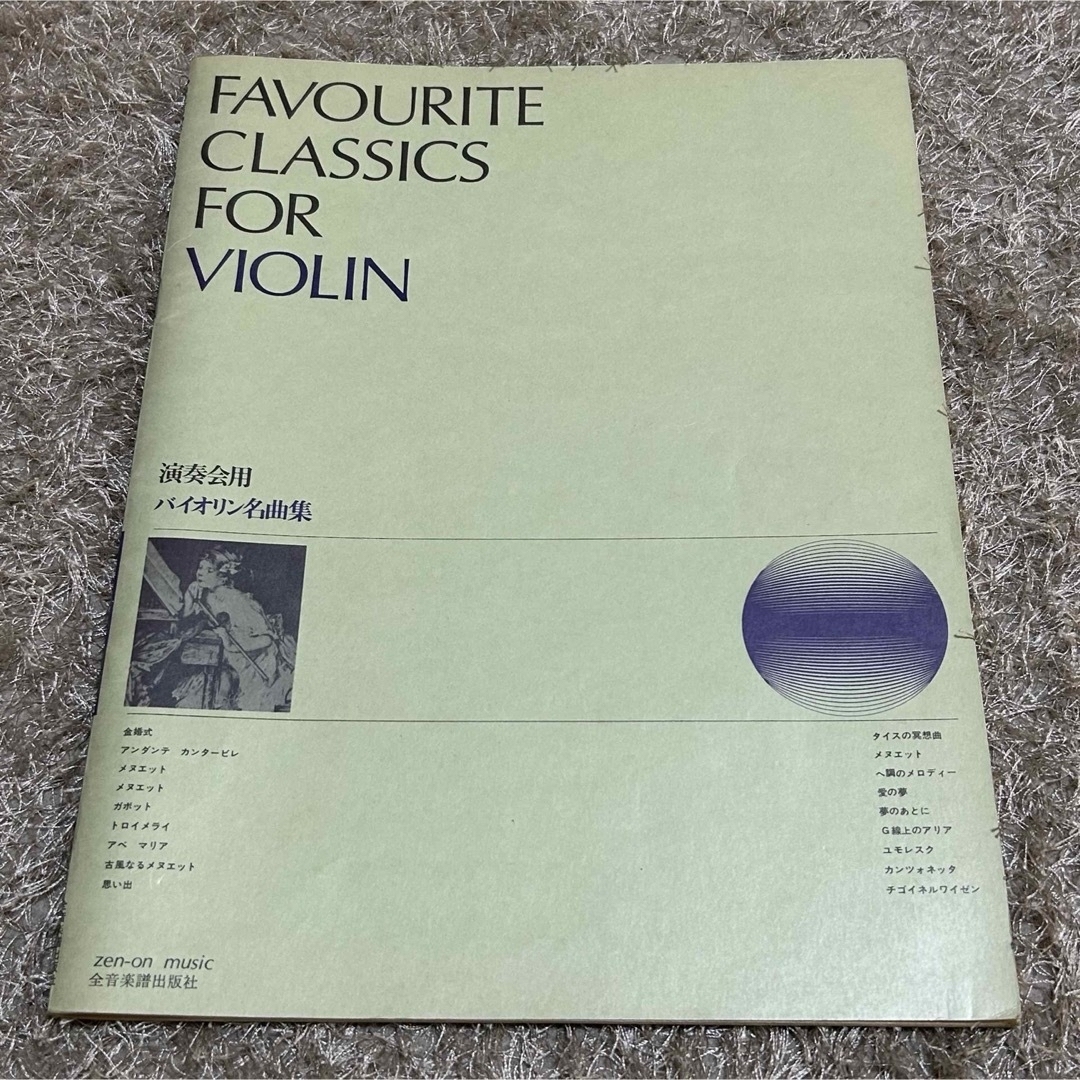 FAVOURITE
CLASSICS
FOR
VIOLIN
演奏会用
バイオリン名曲集
金婚式
アンダンテ カンタービレ
メヌエット
メヌエット
ガボット
トロイメライ
アベ マリア
古風なるメヌエット
思い出
タイスの冥想曲
メヌエット
ヘ調のメロディー
愛の夢
夢のあとに
G線上のアリア
ユモレスク
カンツォネッタ
チゴイネルワイゼン
zen-on music
全音楽譜出版社